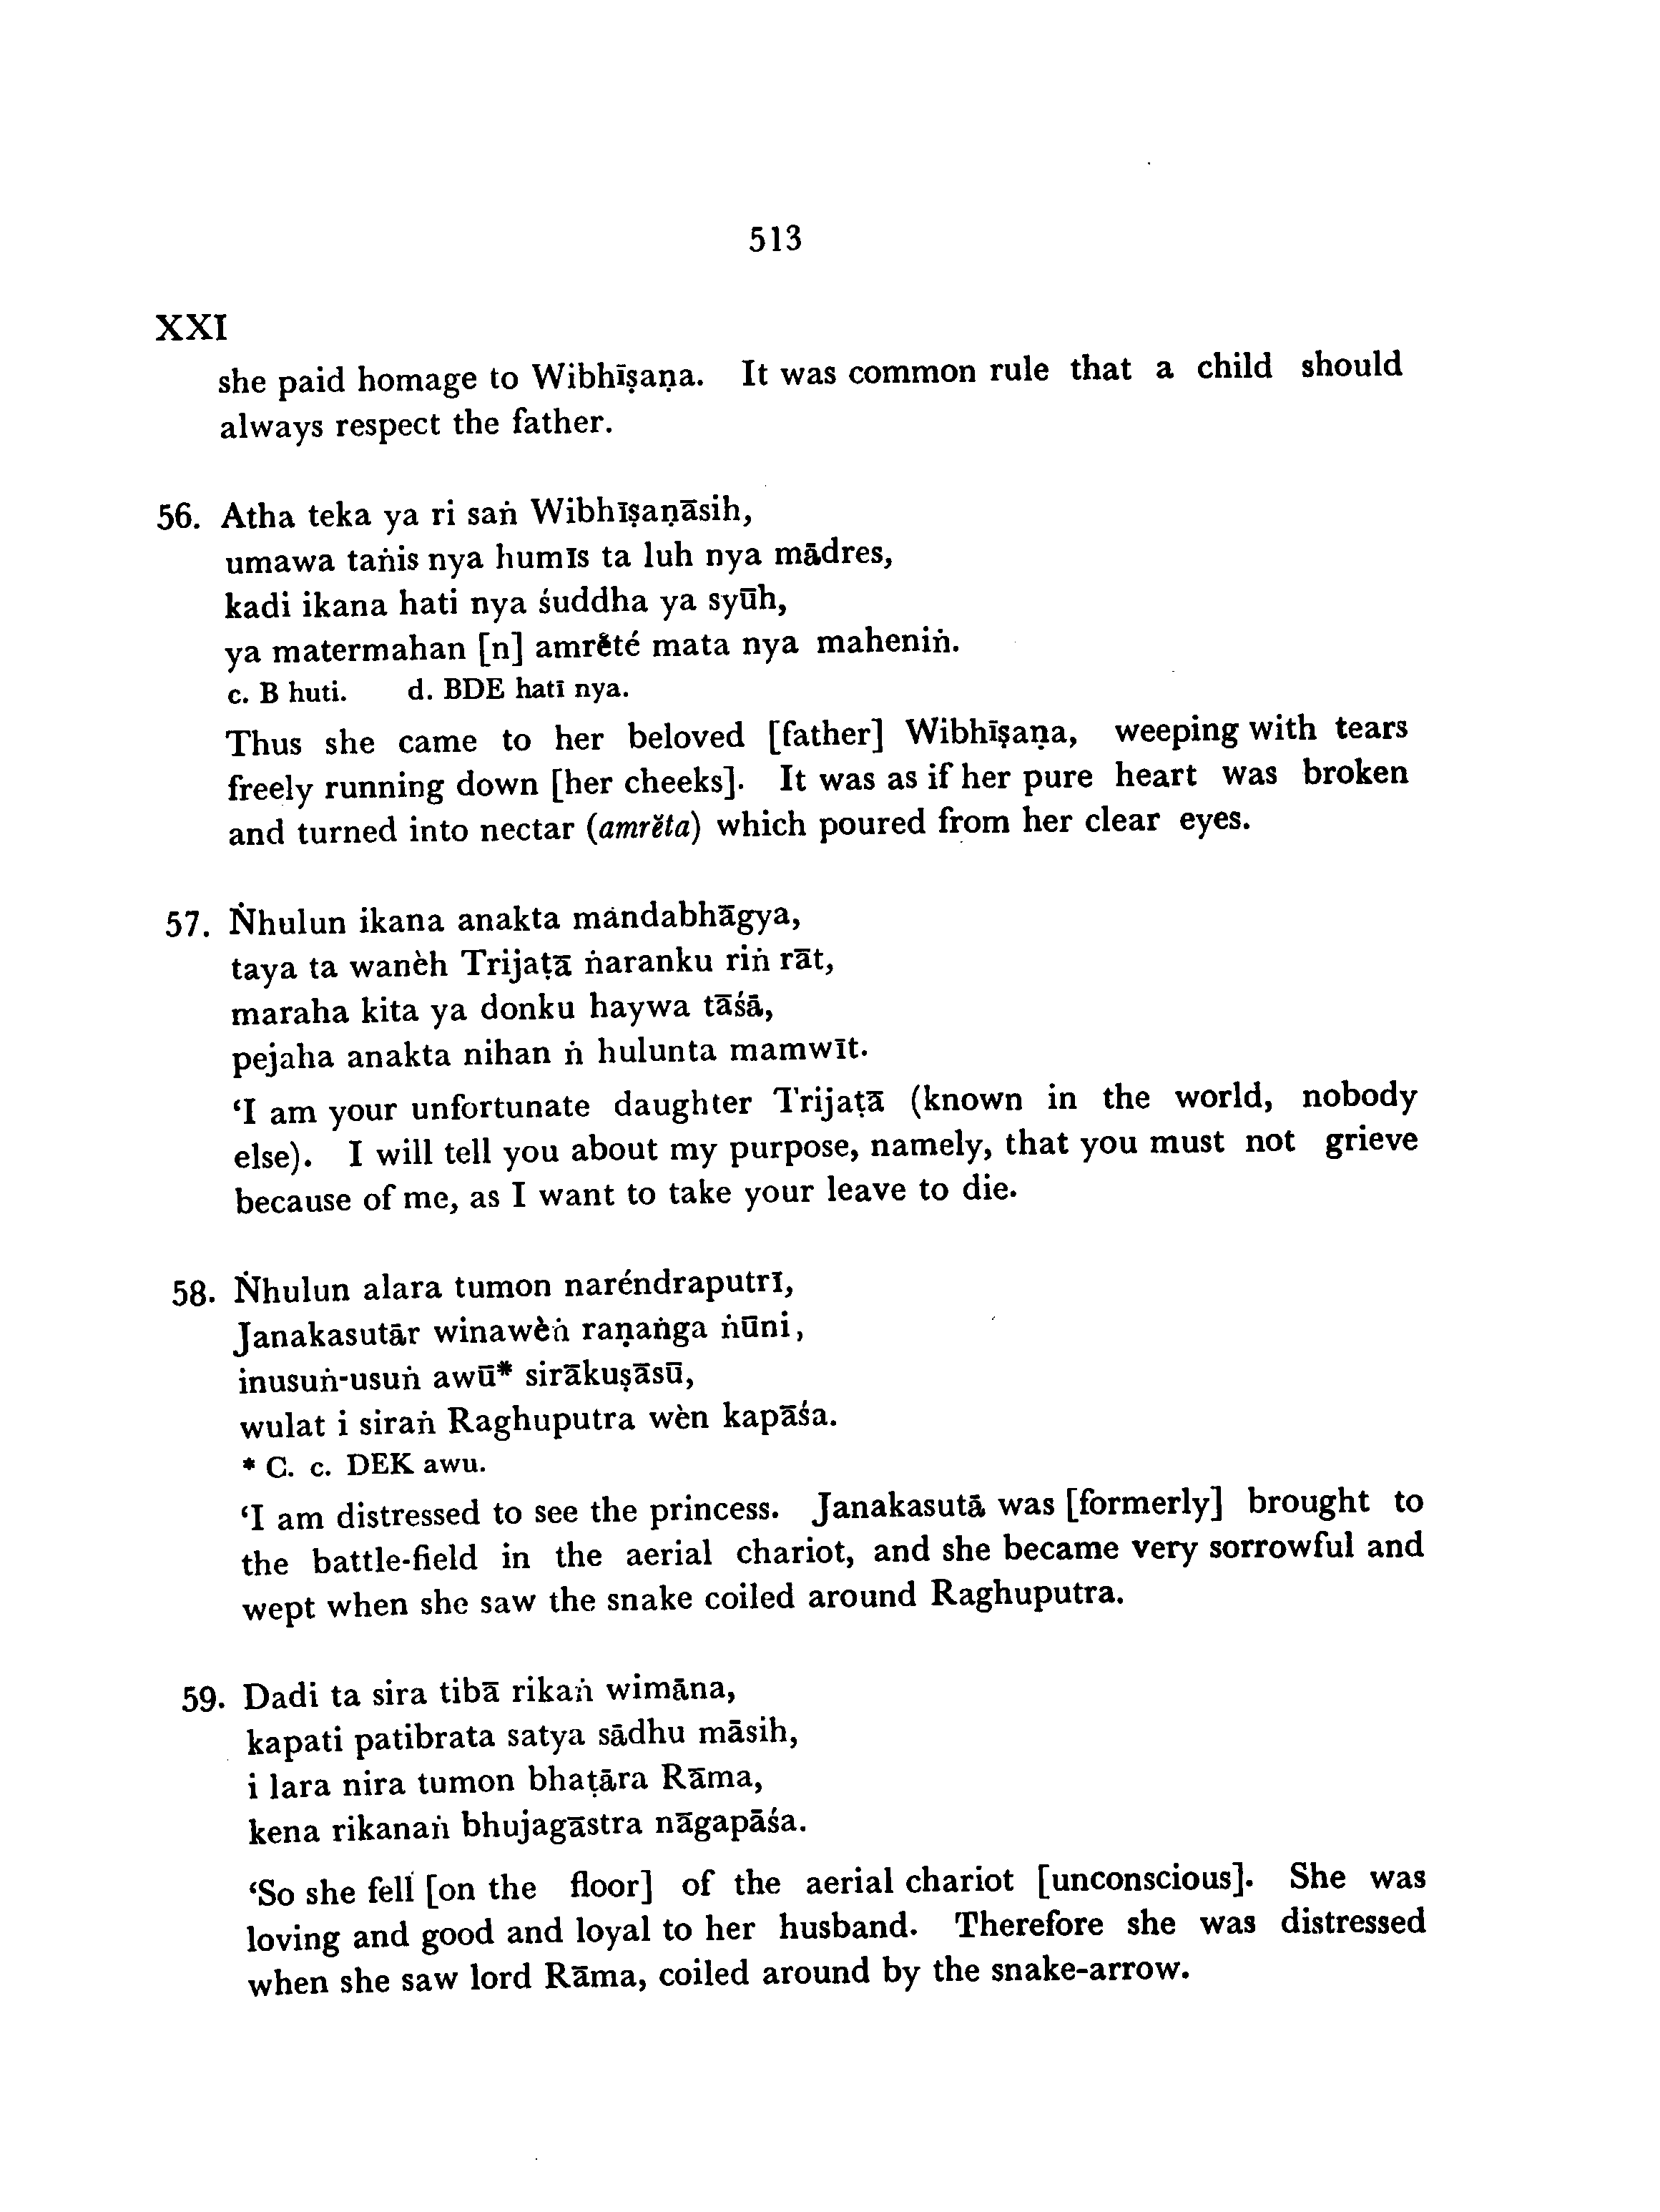 513
XXI
she paid homage to Wibhīṣaṇa. It was common rule that a child should
always respect the father.
56. Atha teka ya ri saṅ Wibhīṣaṇāsih,
umawa taṅis nya humīs ta luh nya mādres,
kadi ikana hati nya śuddha ya syūh,
ya matermahan [n] amrĕté mata nya maheniṅ.
c. B huti. d. BDE hatī nya.
Thus she came to her beloved [father] Wibhīṣaṇa, weeping with tears
freely running down [her cheeks]. It was as if her pure heart was broken
and turned into nectar (amrĕta) which poured from her clear eyes.
57. Ṅhulun ikana anakta mandabhāgya,
taya ta wanèh Trijaṭā ṅaranku riṅ rāt,
maraha kita ya donku haywa tāśā,
pejaha anakta nihan ṅ hulunta mamwīt.
‘I am your unfortunate daughter Trijaṭā (known in the world, nobody
else). I will tell you about my purpose, namely, that you must not grieve
because of me, as I want to take your leave to die.
58. Ṅhulun alara tumon naréndraputrī,
Janakasutār winawèṅ raṇaṅga ṅūni,
inusuṅ-usuṅ awū* sirākuṣāsū,
wulat i siraṅ Raghuputra wèn kapāśa.
* C. c. DEK awu.
‘I am distressed to see the princess. Janakasutā was [formerly] brought to
the battle-field in the aerial chariot, and she became very sorrowful and
wept when she saw the snake coiled around Raghuputra.
59. Dadi ta sira tibā rikaṅ wimāna,
kapati patibrata satya sādhu māsih,
i lara nira tumon bhaṭāra Rāma,
kena rikanaṅ bhujagāstra nāgapāśa.
‘So she fell [on the floor] of the aerial chariot [unconscious]. She was
loving and good and loyal to her husband. Therefore she was distressed
when she saw lord Rāma, coiled around by the snake-arrow.